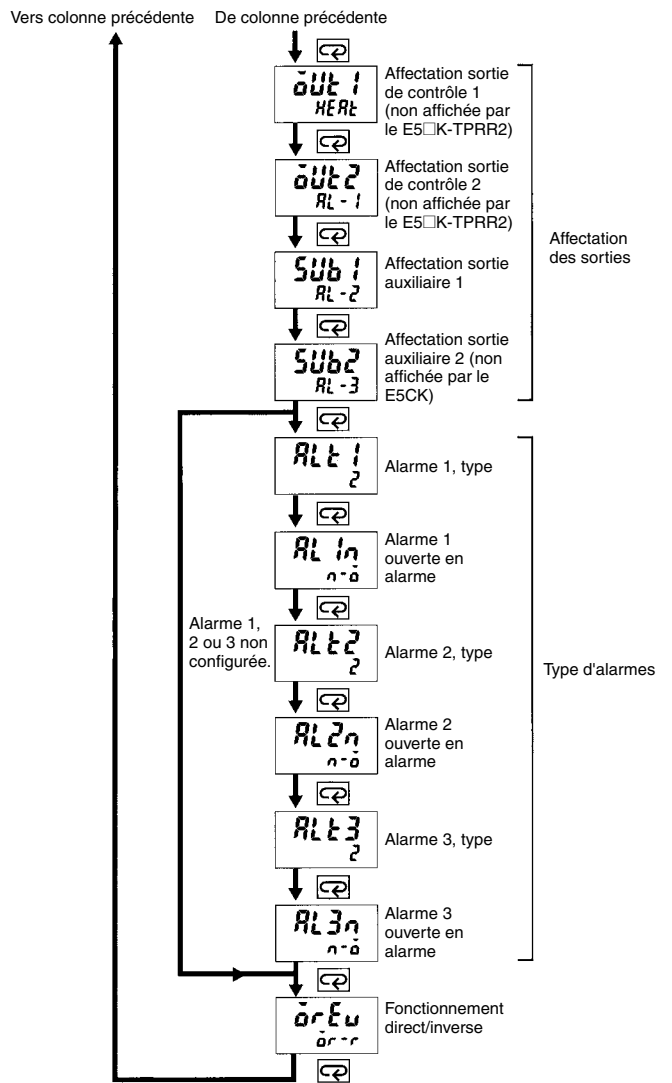 Vers colonne précédente
De colonne précédente
out1
HEAt
Affectation sortie
de contrôle 1
(non affichée par
le E5□K-TPRR2)
out2
AL-1
Affectation sortie
de contrôle 2
(non affichée par
le E5□K-TPRR2)
SUb1
AL-2
Affectation sortie
auxiliaire 1
SUb2
AL-3
Affectation sortie
auxiliaire 2 (non
affichée par le
E5CK)
Affectation
des sorties
ALt1
2
Alarme 1, type
AL1n
n-o
Alarme 1
ouverte en
alarme
Alarme 1,
2 ou 3 non
configurée.
ALt2
2
Alarme 2, type
AL2n
n-o
Alarme 2
ouverte en
alarme
ALt3
2
Alarme 3, type
AL3n
n-o
Alarme 3
ouverte en
alarme
Type d'alarmes
orEv
or-r
Fonctionnement
direct/inverse